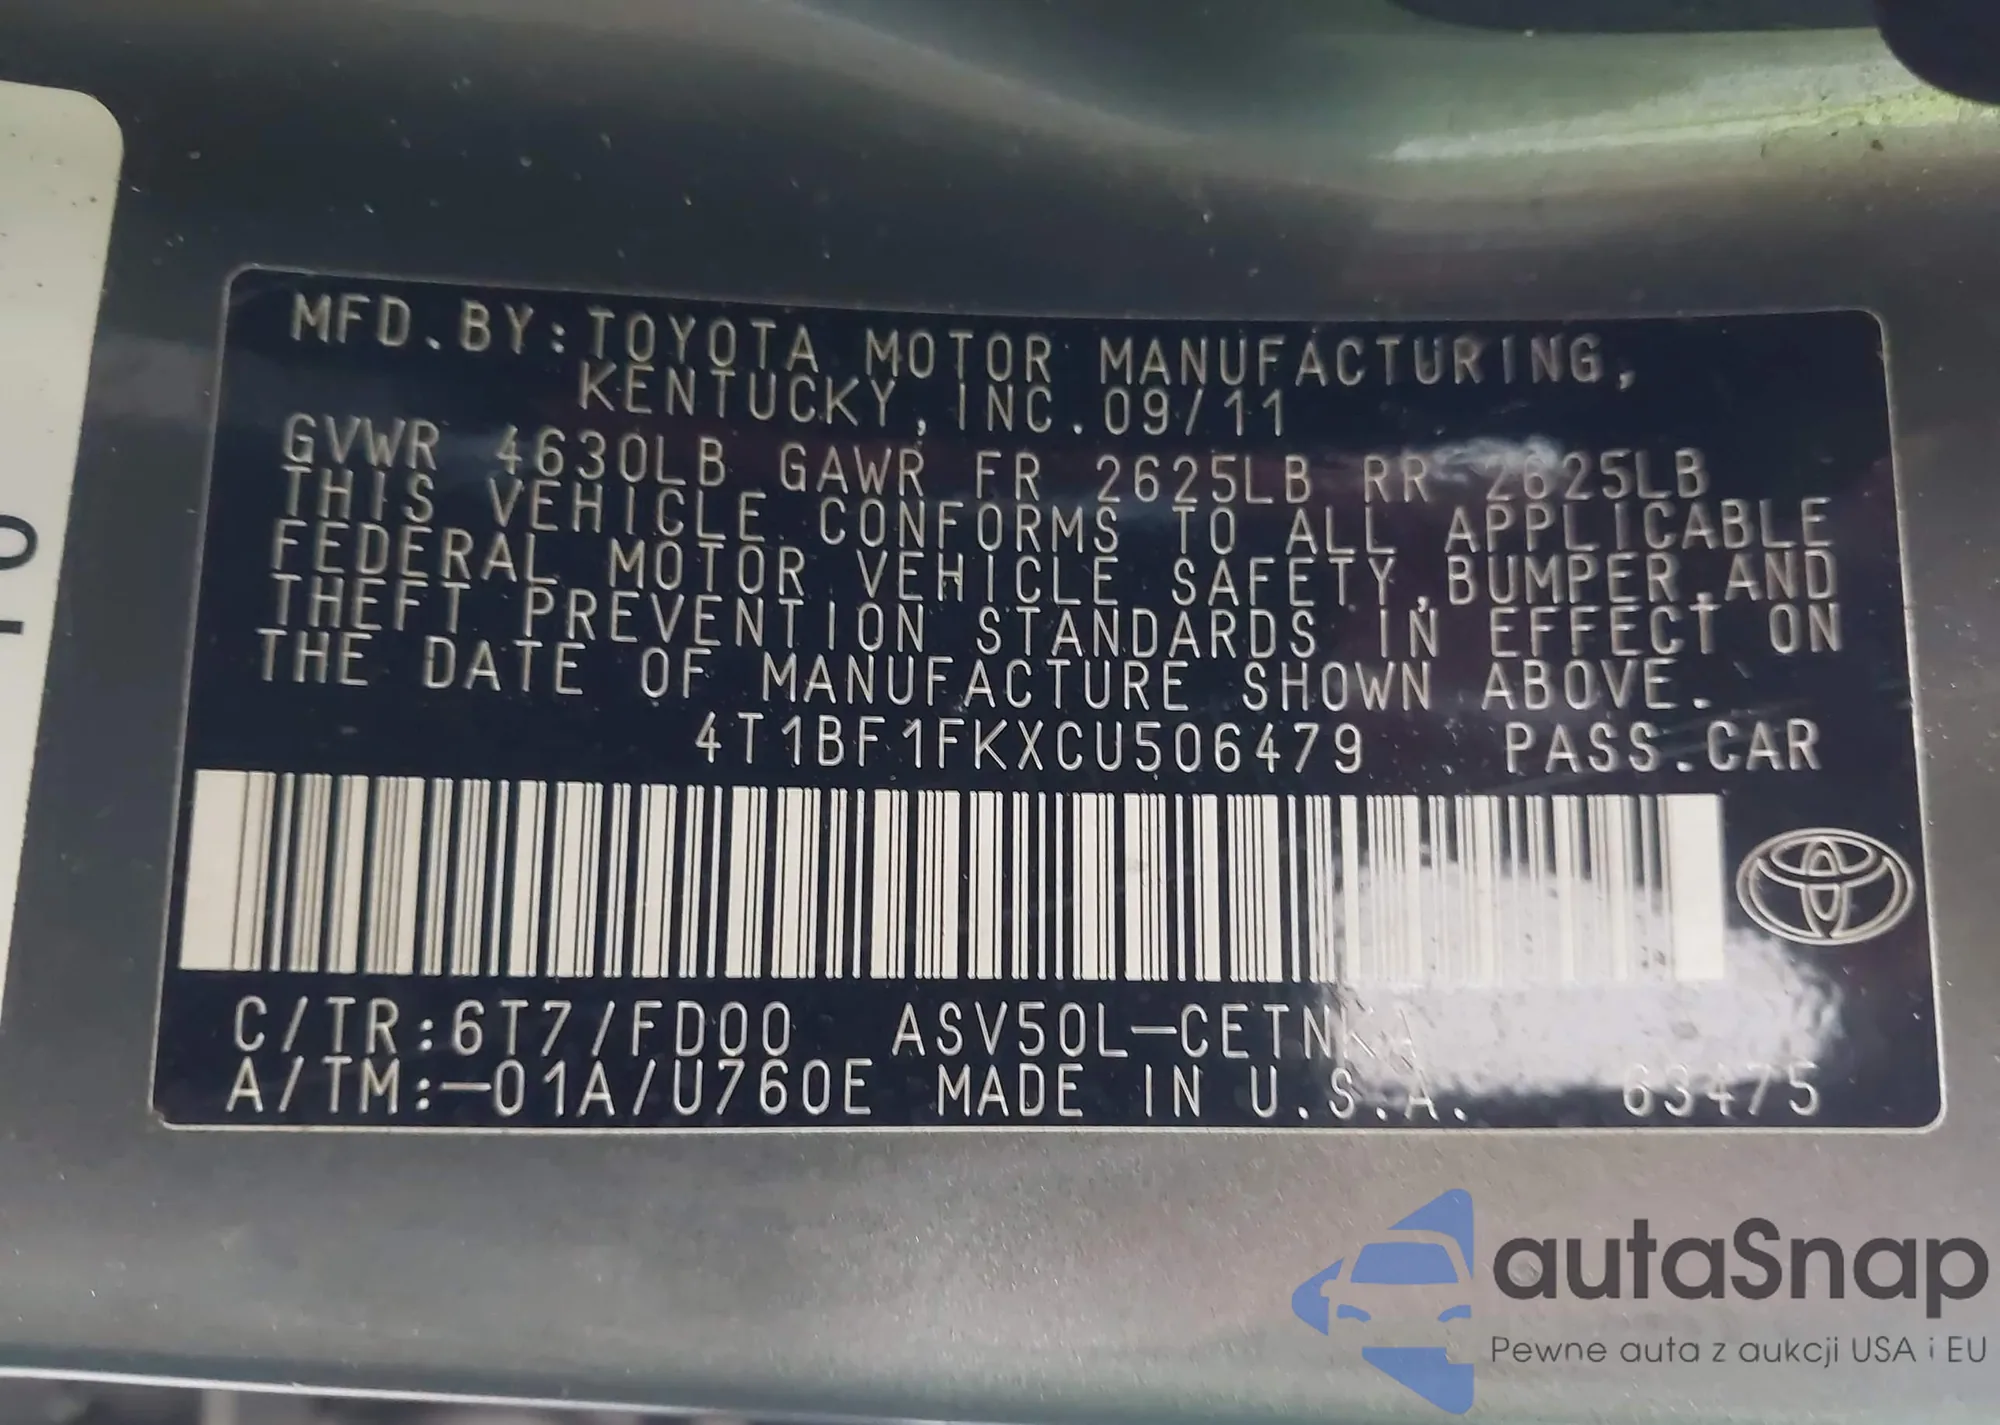 MFD.BY:TOYOTA MOTOR MANUFACTURING,
KENTUCKY,INC.09/11
GVWR 4630LB GAWR FR 2625LB RR 2625LB
THIS VEHICLE CONFORMS TO ALL APPLICABLE
FEDERAL MOTOR VEHICLE SAFETY,BUMPER,AND
THEFT PREVENTION STANDARDS IN EFFECT ON
THE DATE OF MANUFACTURE SHOWN ABOVE.
4T1BF1FKXCU506479 PASS.CAR
C/TR:6T7/FD00 ASV50L-CETNKA
A/TM:-01A/U760E MADE IN U.S.A. 63475
autaSnap
Pewne auta z aukcji USA i EU